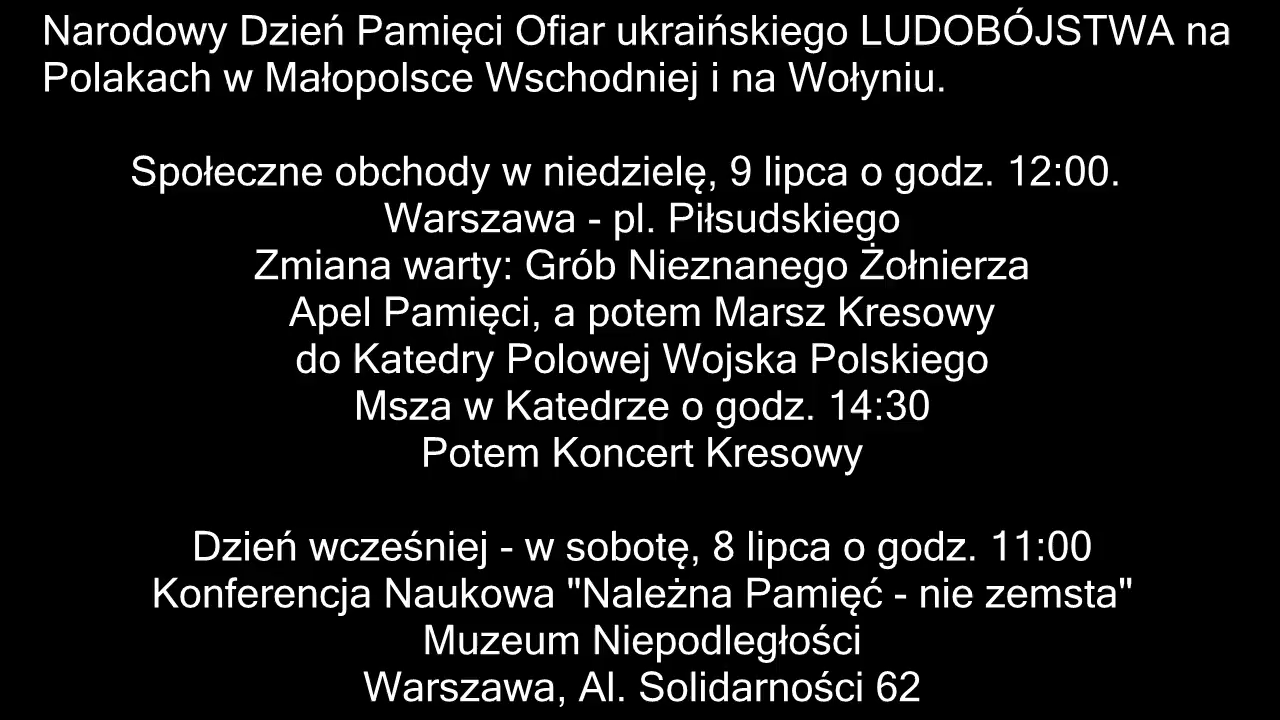 Narodowy Dzień Pamięci Ofiar ukraińskiego LUDOBÓJSTWA na
Polakach w Małopolsce Wschodniej i na Wołyniu.
Społeczne obchody w niedzielę, 9 lipca o godz. 12:00.
Warszawa - pl. Piłsudskiego
Zmiana warty: Grób Nieznanego Żołnierza
Apel Pamięci, a potem Marsz Kresowy
do Katedry Polowej Wojska Polskiego
Msza w Katedrze o godz. 14:30
Potem Koncert Kresowy
Dzień wcześniej - w sobotę, 8 lipca o godz. 11:00
Konferencja Naukowa "Należna Pamięć - nie zemsta"
Muzeum Niepodległości
Warszawa, Al. Solidarności 62